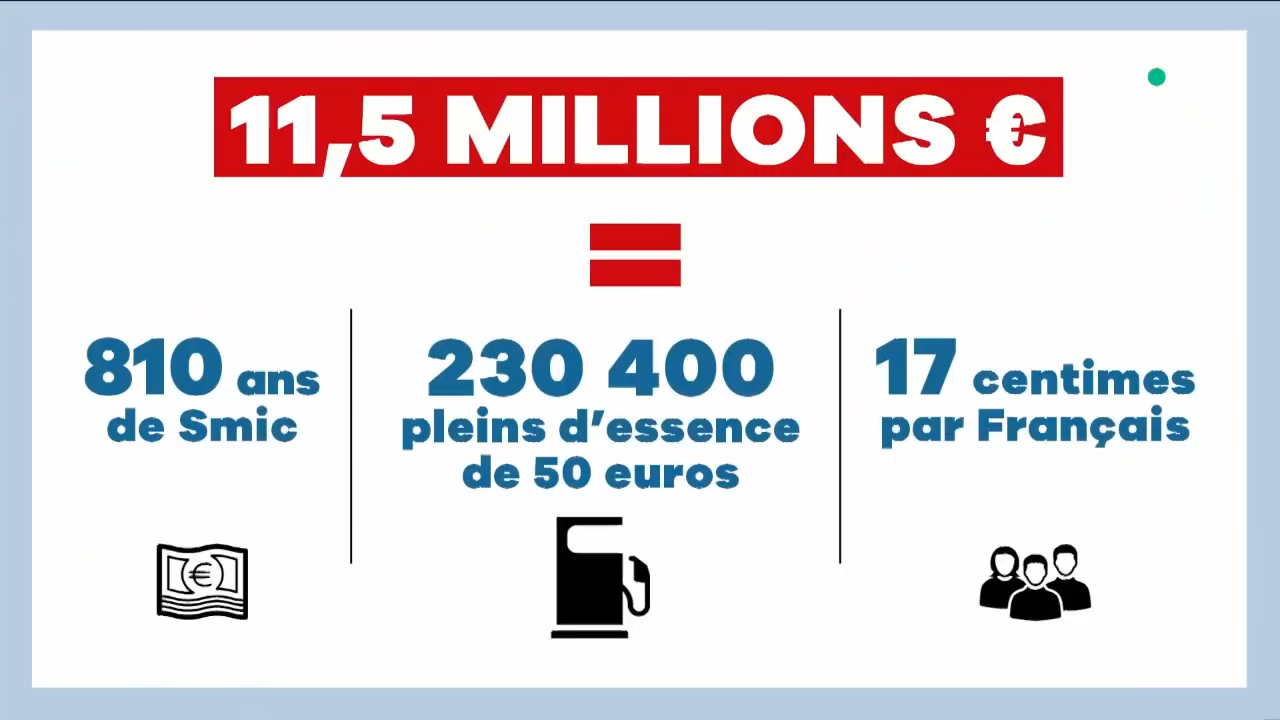 11,5 MILLIONS €
=
810 ans
de Smic
230 400
pleins d’essence
de 50 euros
17 centimes
par Français
€